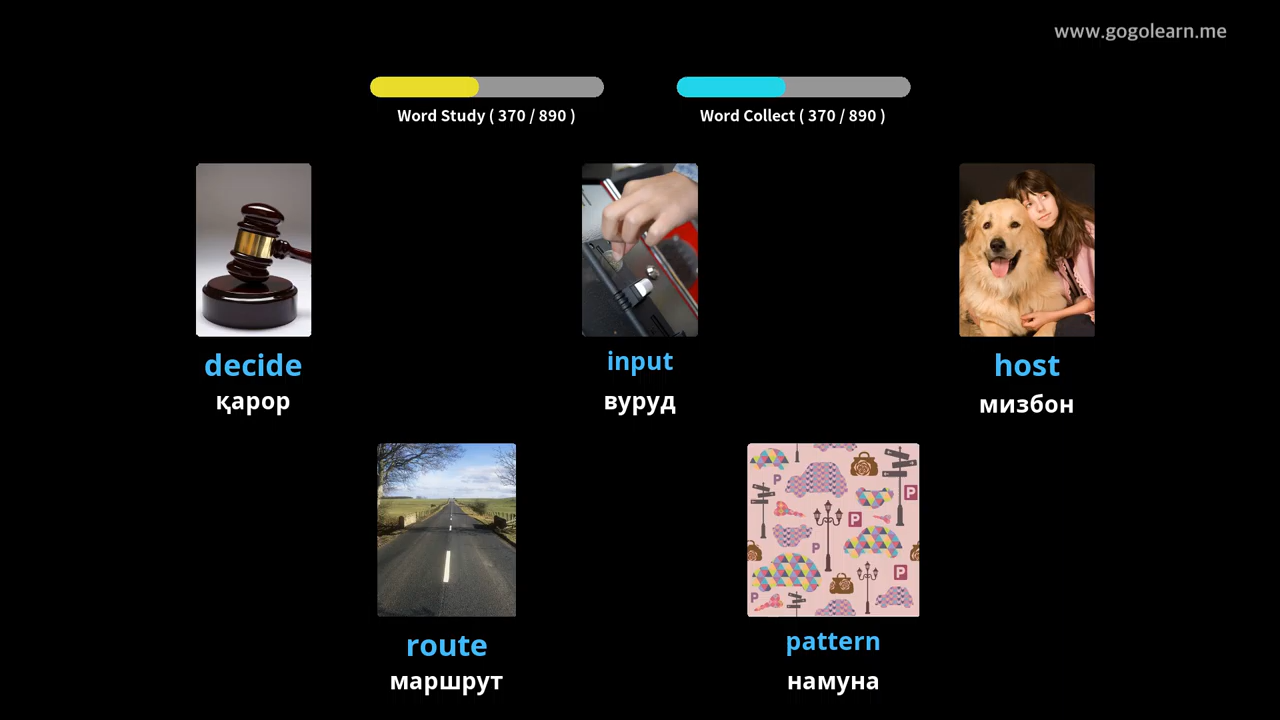 www.gogolearn.me
Word Study ( 370 / 890 )
Word Collect ( 370 / 890 )
decide
қарор
input
вуруд
host
мизбон
P
P
P
P
P
P
route
маршрут
pattern
намуна